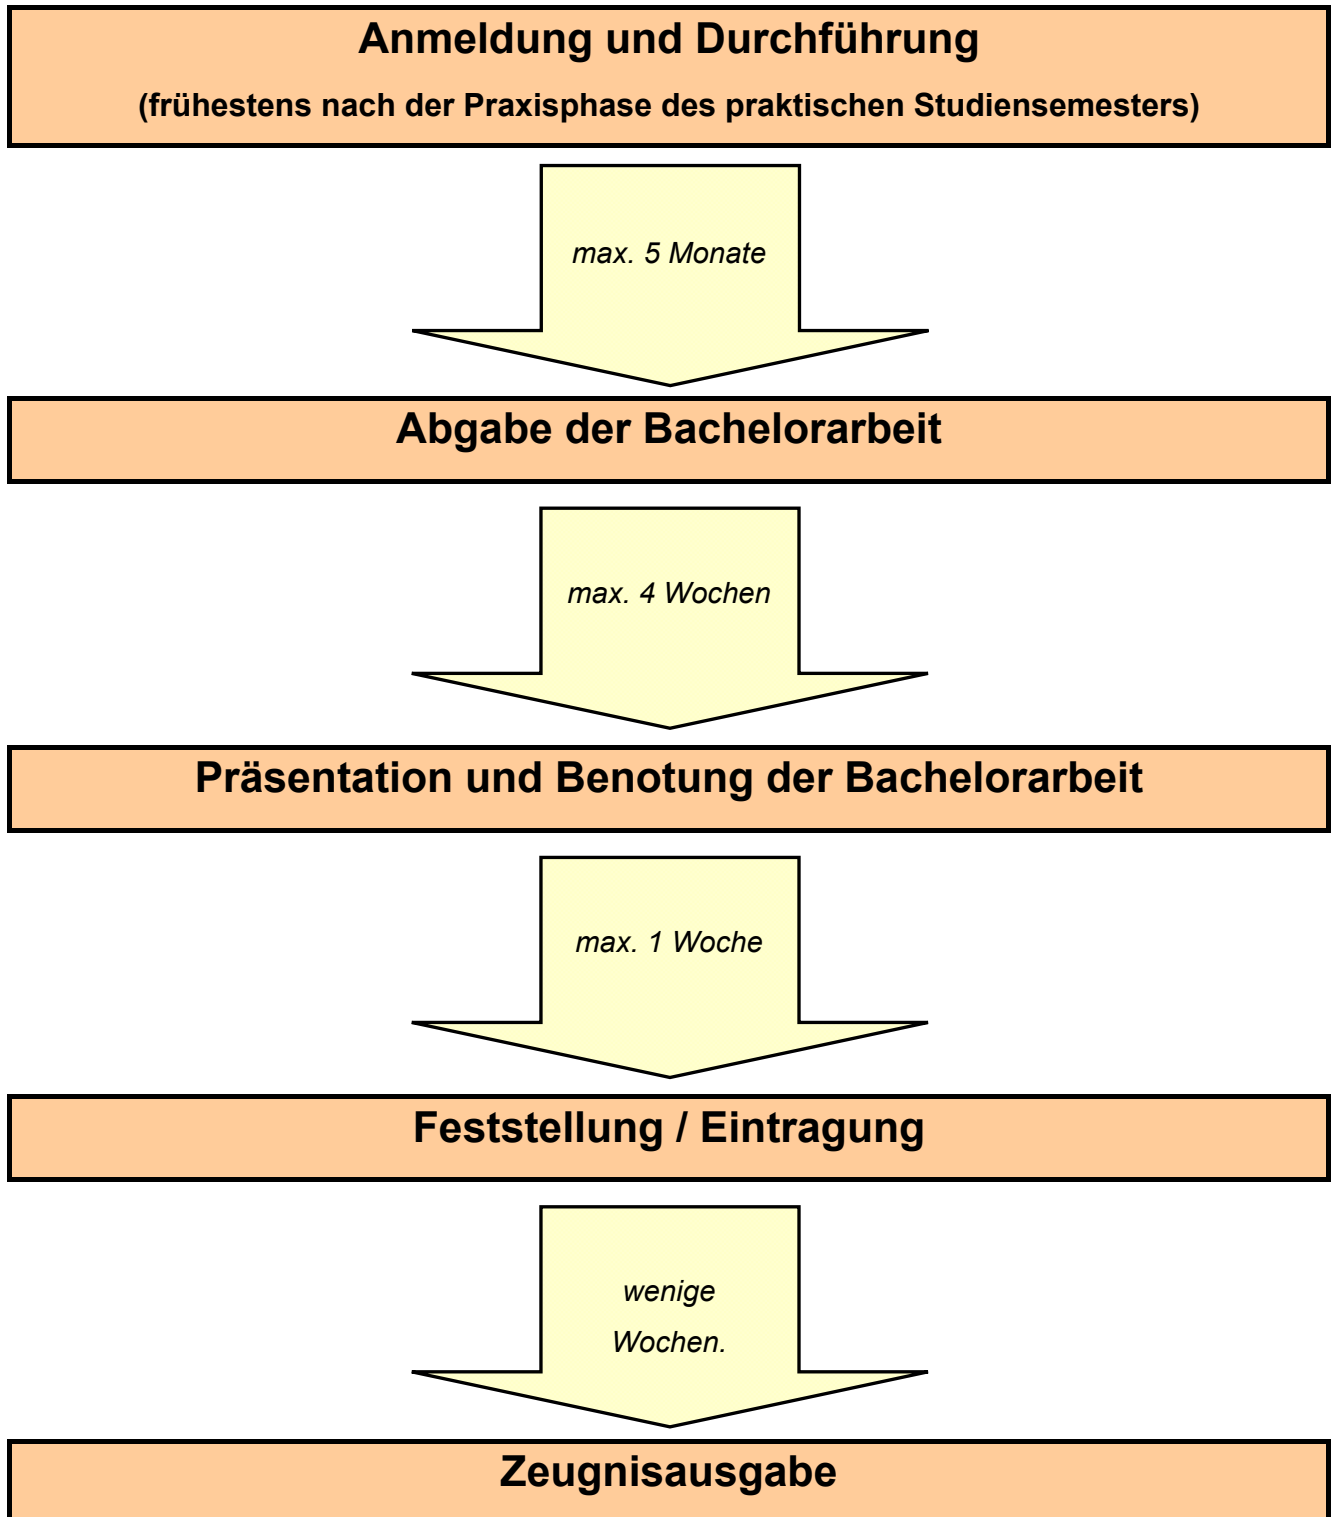 Anmeldung und Durchführung
(frühestens nach der Praxisphase des praktischen Studiensemesters)
max. 5 Monate
Abgabe der Bachelorarbeit
max. 4 Wochen
Präsentation und Benotung der Bachelorarbeit
max. 1 Woche
Feststellung / Eintragung
wenige
Wochen.
Zeugnisausgabe